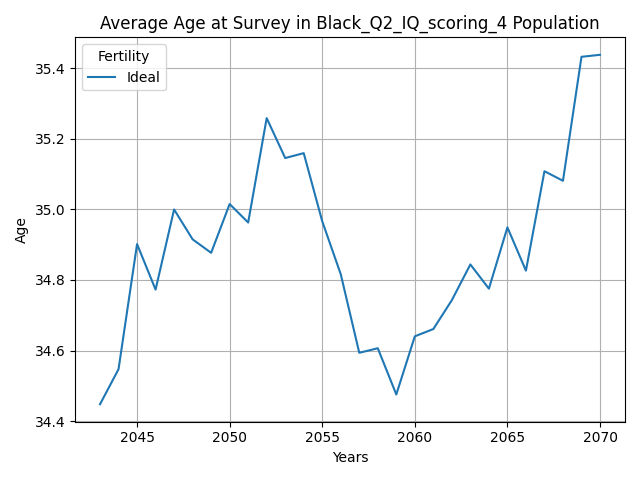 Average Age at Survey in Black_Q2_IQ_scoring_4 Population
Fertility
Ideal
35.4
35.2
35.0
34.8
34.6
34.4
Age
2045 2050 2055 2060 2065 2070
Years